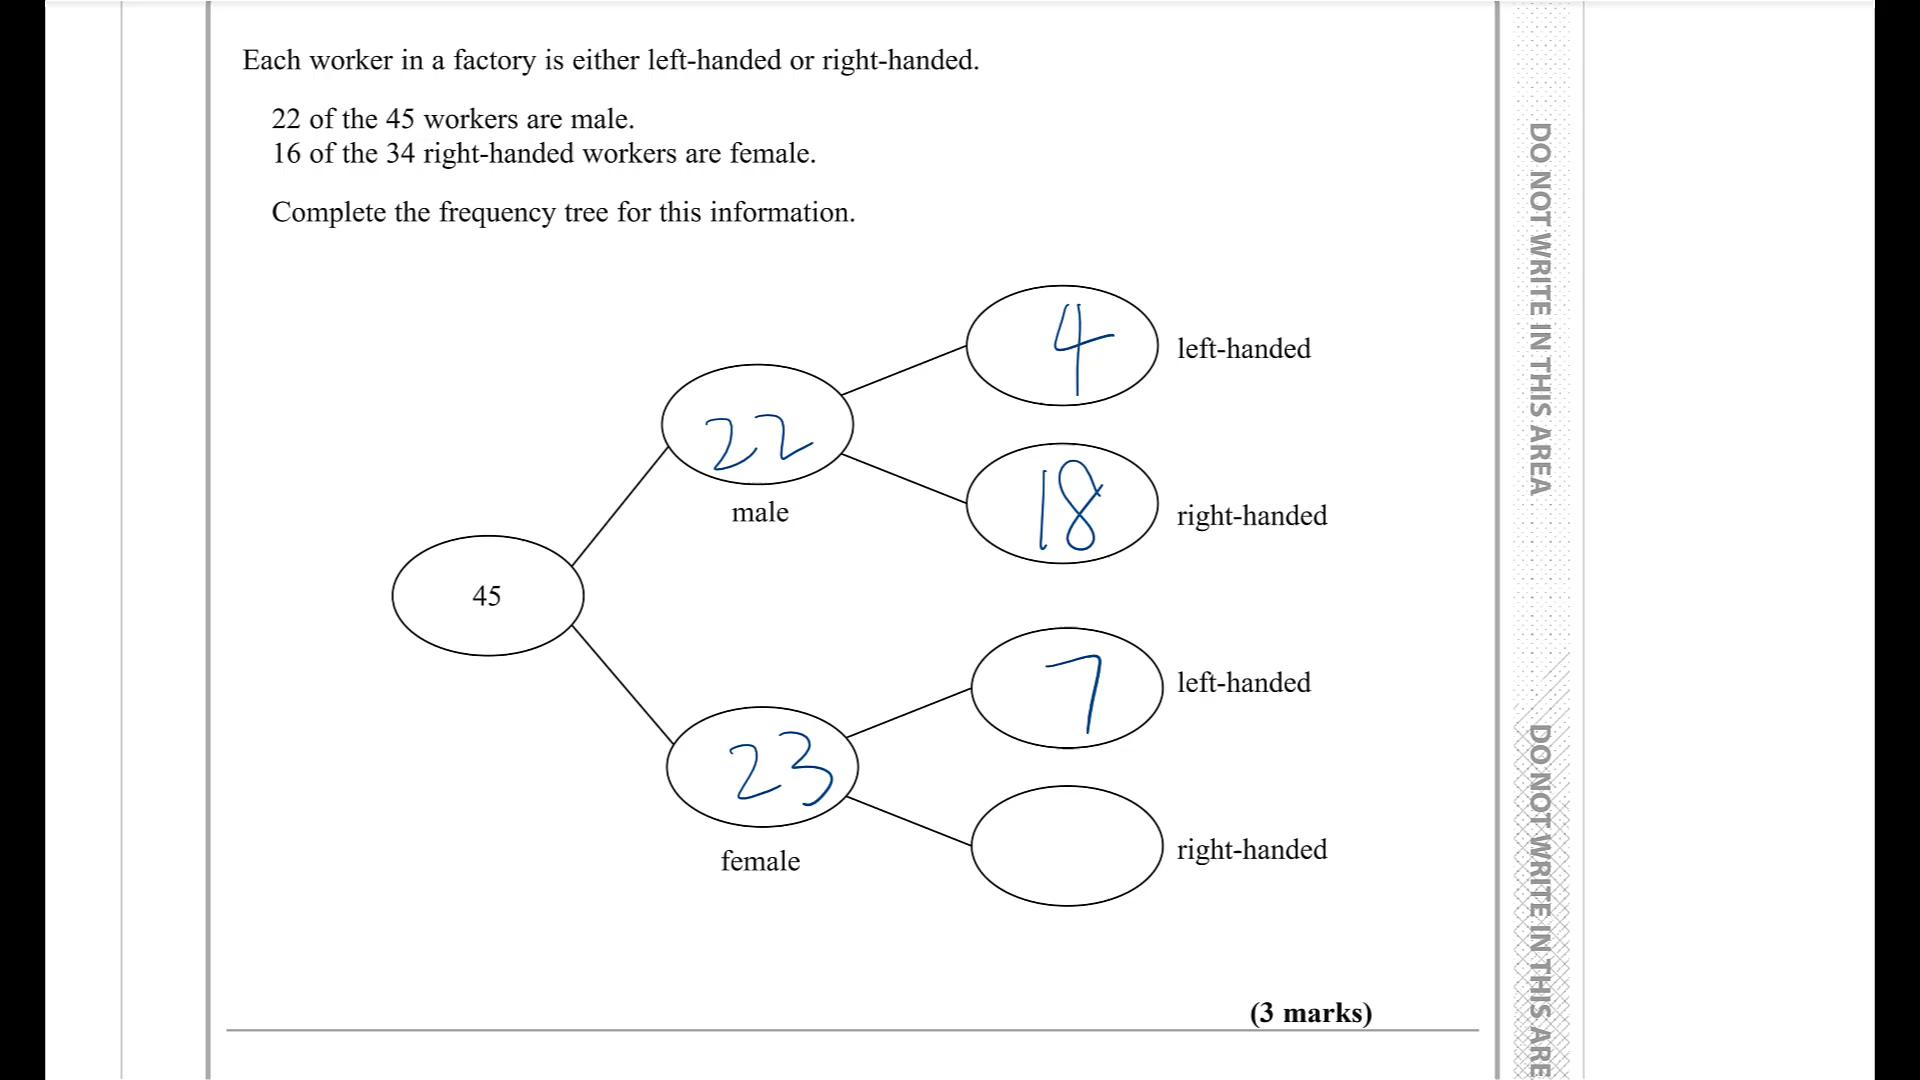 Each worker in a factory is either left-handed or right-handed.
22 of the 45 workers are male.
16 of the 34 right-handed workers are female.
Complete the frequency tree for this information.
4
left-handed
22
male
18
right-handed
45
7
left-handed
23
female
right-handed
(3 marks)
DO NOT WRITE IN THIS AREA
DO NOT WRITE IN THIS ARE